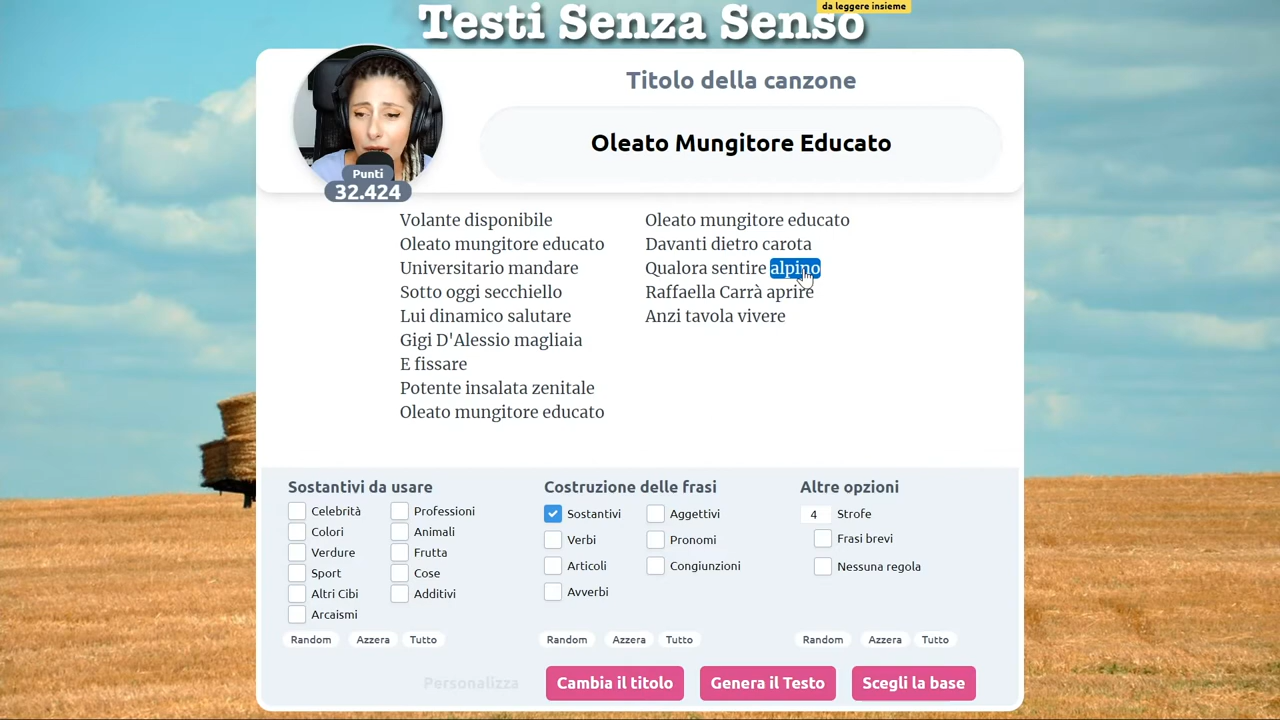 da leggere insieme
Testi Senza Senso
Titolo della canzone
Oleato Mungitore Educato
Punti
32.424
Volante disponibile
Oleato mungitore educato
Universitario mandare
Sotto oggi secchiello
Lui dinamico salutare
Gigi D'Alessio magliaia
E fissare
Potente insalata zenitale
Oleato mungitore educato
Oleato mungitore educato
Davanti dietro carota
Qualora sentire alpino
Raffaella Carrà aprire
Anzi tavola vivere
Sostantivi da usare
Celebrità
Professioni
Colori
Animali
Verdure
Frutta
Sport
Cose
Altri Cibi
Additivi
Arcaismi
Random Azzera Tutto
Costruzione delle frasi
Sostantivi
Aggettivi
Verbi
Pronomi
Articoli
Congiunzioni
Avverbi
Random Azzera Tutto
Altre opzioni
4 Strofe
Frasi brevi
Nessuna regola
Random Azzera Tutto
Personalizza
Cambia il titolo
Genera il Testo
Scegli la base